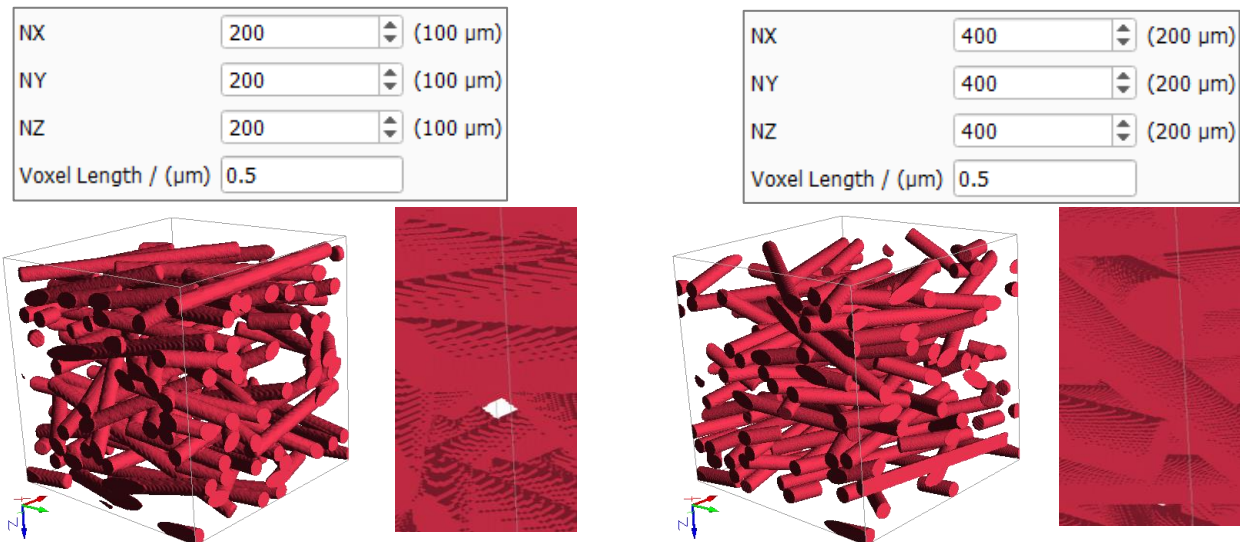 NX 200 (100 µm)
NY 200 (100 µm)
NZ 200 (100 µm)
Voxel Length / (µm) 0.5
NX 400 (200 µm)
NY 400 (200 µm)
NZ 400 (200 µm)
Voxel Length / (µm) 0.5
Z
Z